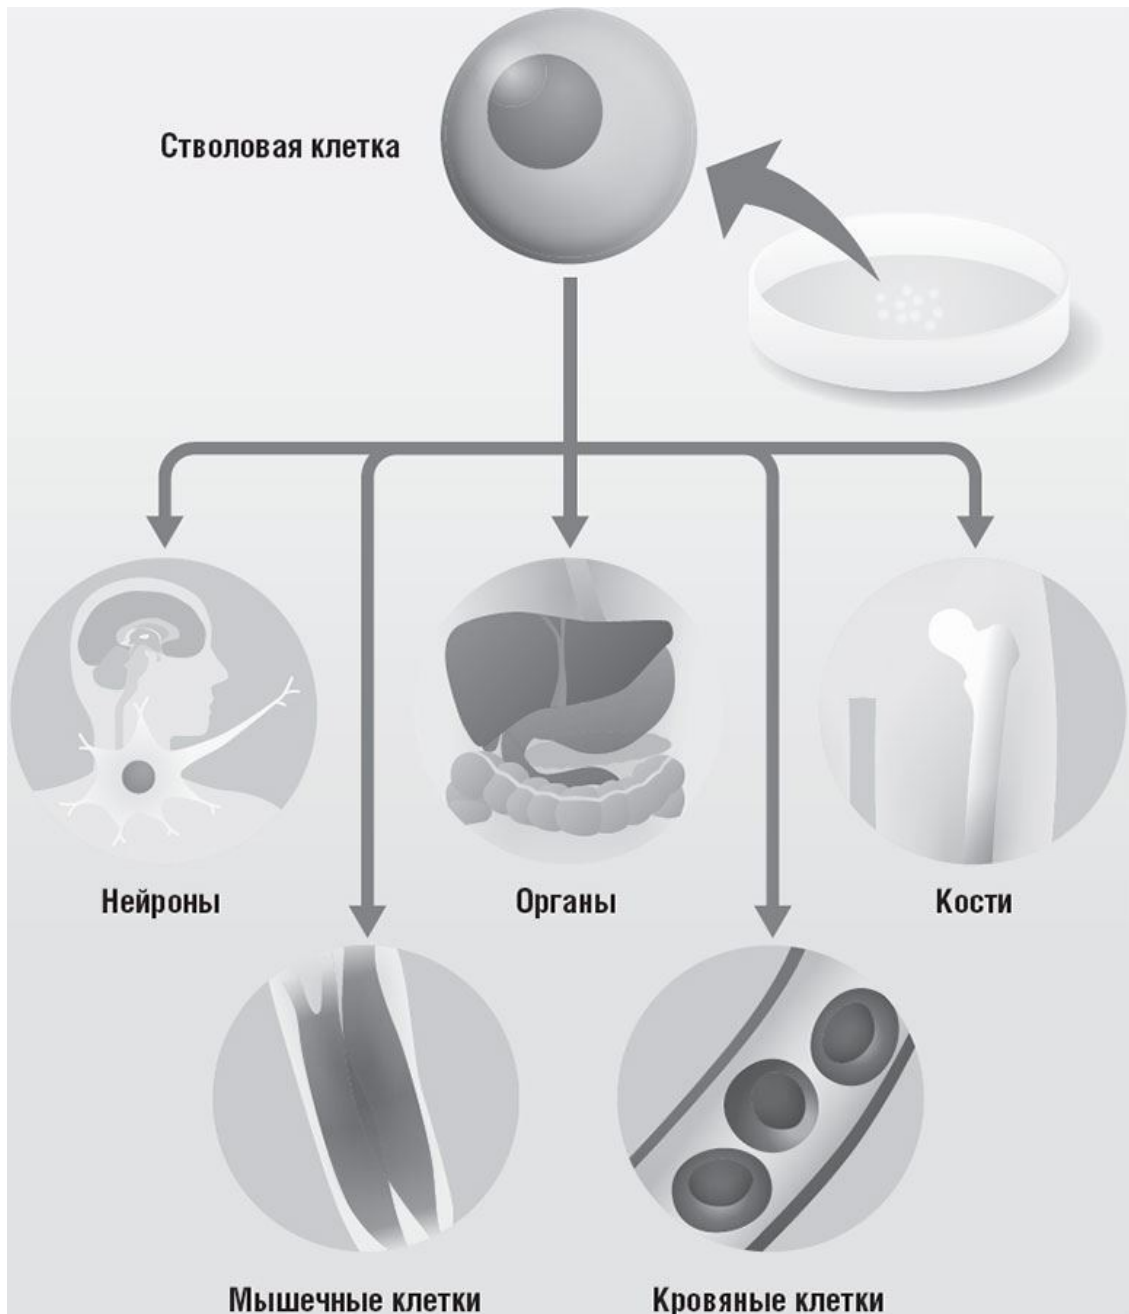 Стволовая клетка
Нейроны
Органы
Кости
Мышечные клетки
Кровяные клетки